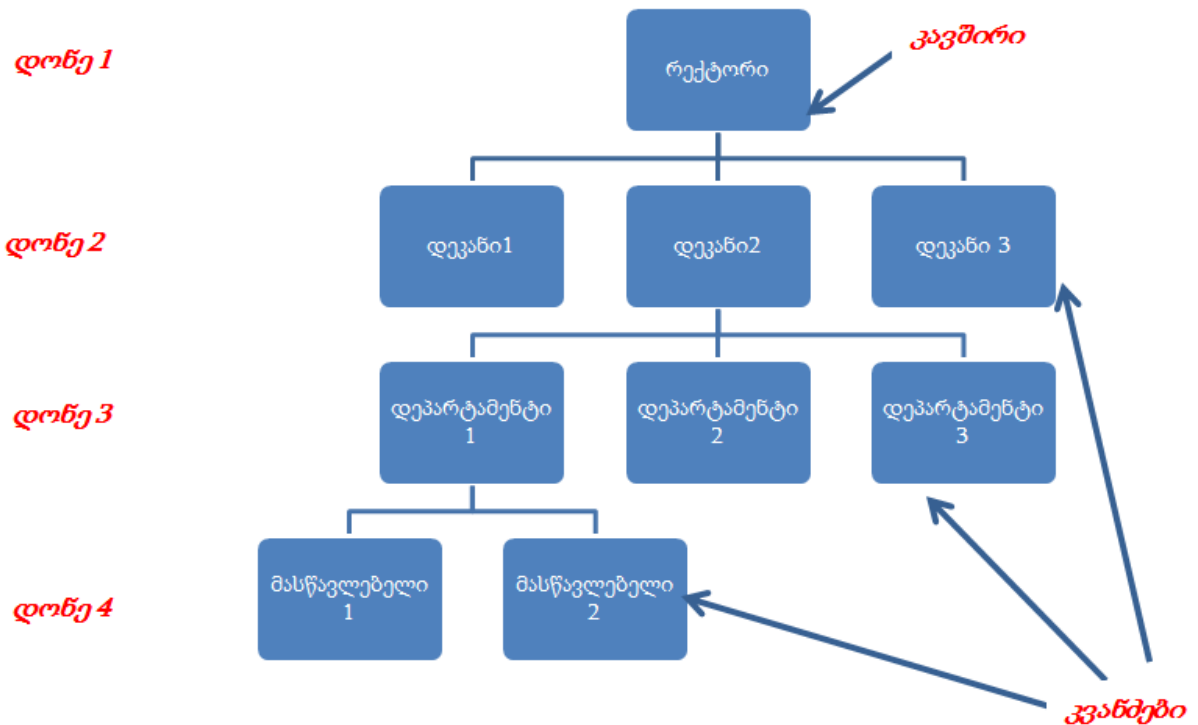 დონე 1
რექტორი
კავშირი
დონე 2
დეკანი1
დეკანი2
დეკანი 3
დონე 3
დეპარტამენტი
1
დეპარტამენტი
2
დეპარტამენტი
3
დონე 4
მასწავლებელი
1
მასწავლებელი
2
კვანძები